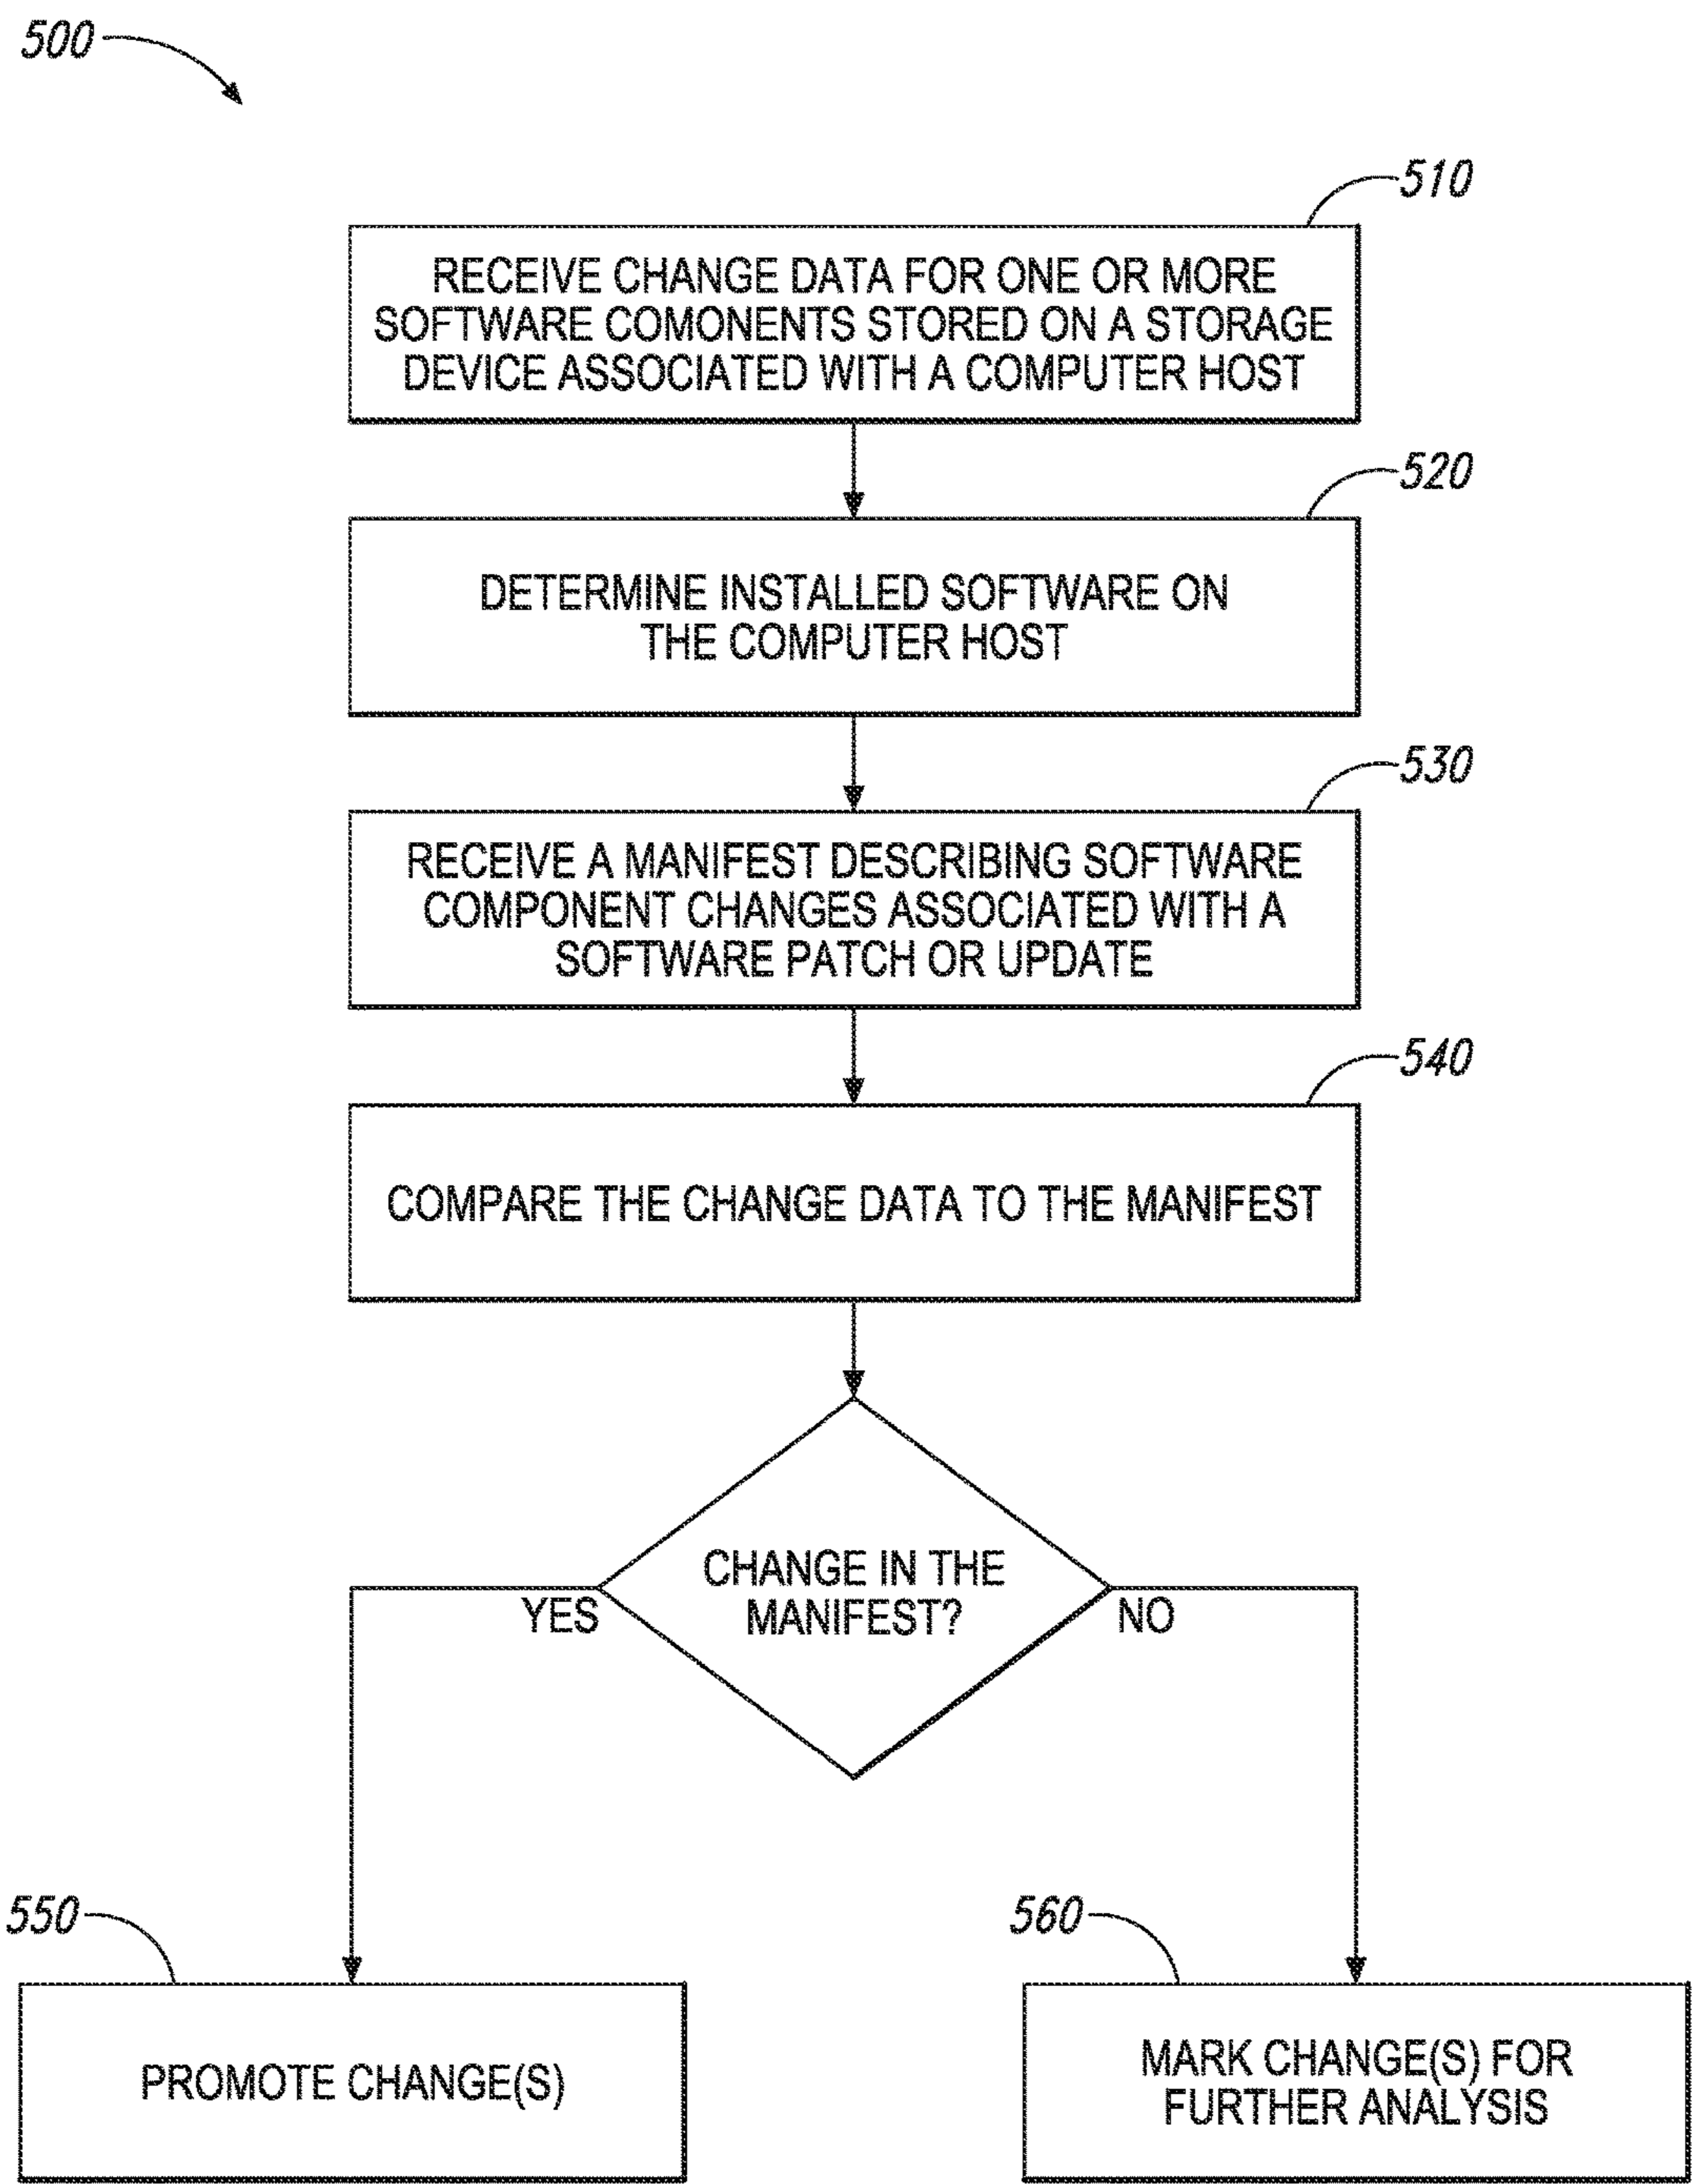 500
510
RECEIVE CHANGE DATA FOR ONE OR MORE
SOFTWARE COMONENTS STORED ON A STORAGE
DEVICE ASSOCIATED WITH A COMPUTER HOST
520
DETERMINE INSTALLED SOFTWARE ON
THE COMPUTER HOST
530
RECEIVE A MANIFEST DESCRIBING SOFTWARE
COMPONENT CHANGES ASSOCIATED WITH A
SOFTWARE PATCH OR UPDATE
540
COMPARE THE CHANGE DATA TO THE MANIFEST
CHANGE IN THE
MANIFEST?
YES
NO
550
PROMOTE CHANGE(S)
560
MARK CHANGE(S) FOR
FURTHER ANALYSIS